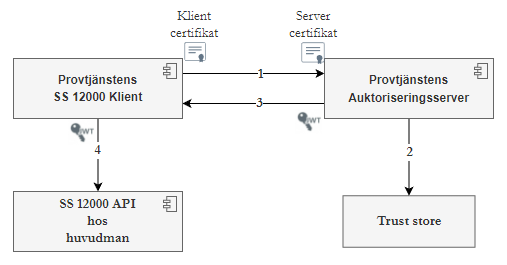 Klient
certifikat
Server
certifikat
Provtjänstens
SS 12000 Klient
1
3
Provtjänstens
Auktoriseringsserver
JWT
JWT
4
2
SS 12000 API
hos
huvudman
Trust store